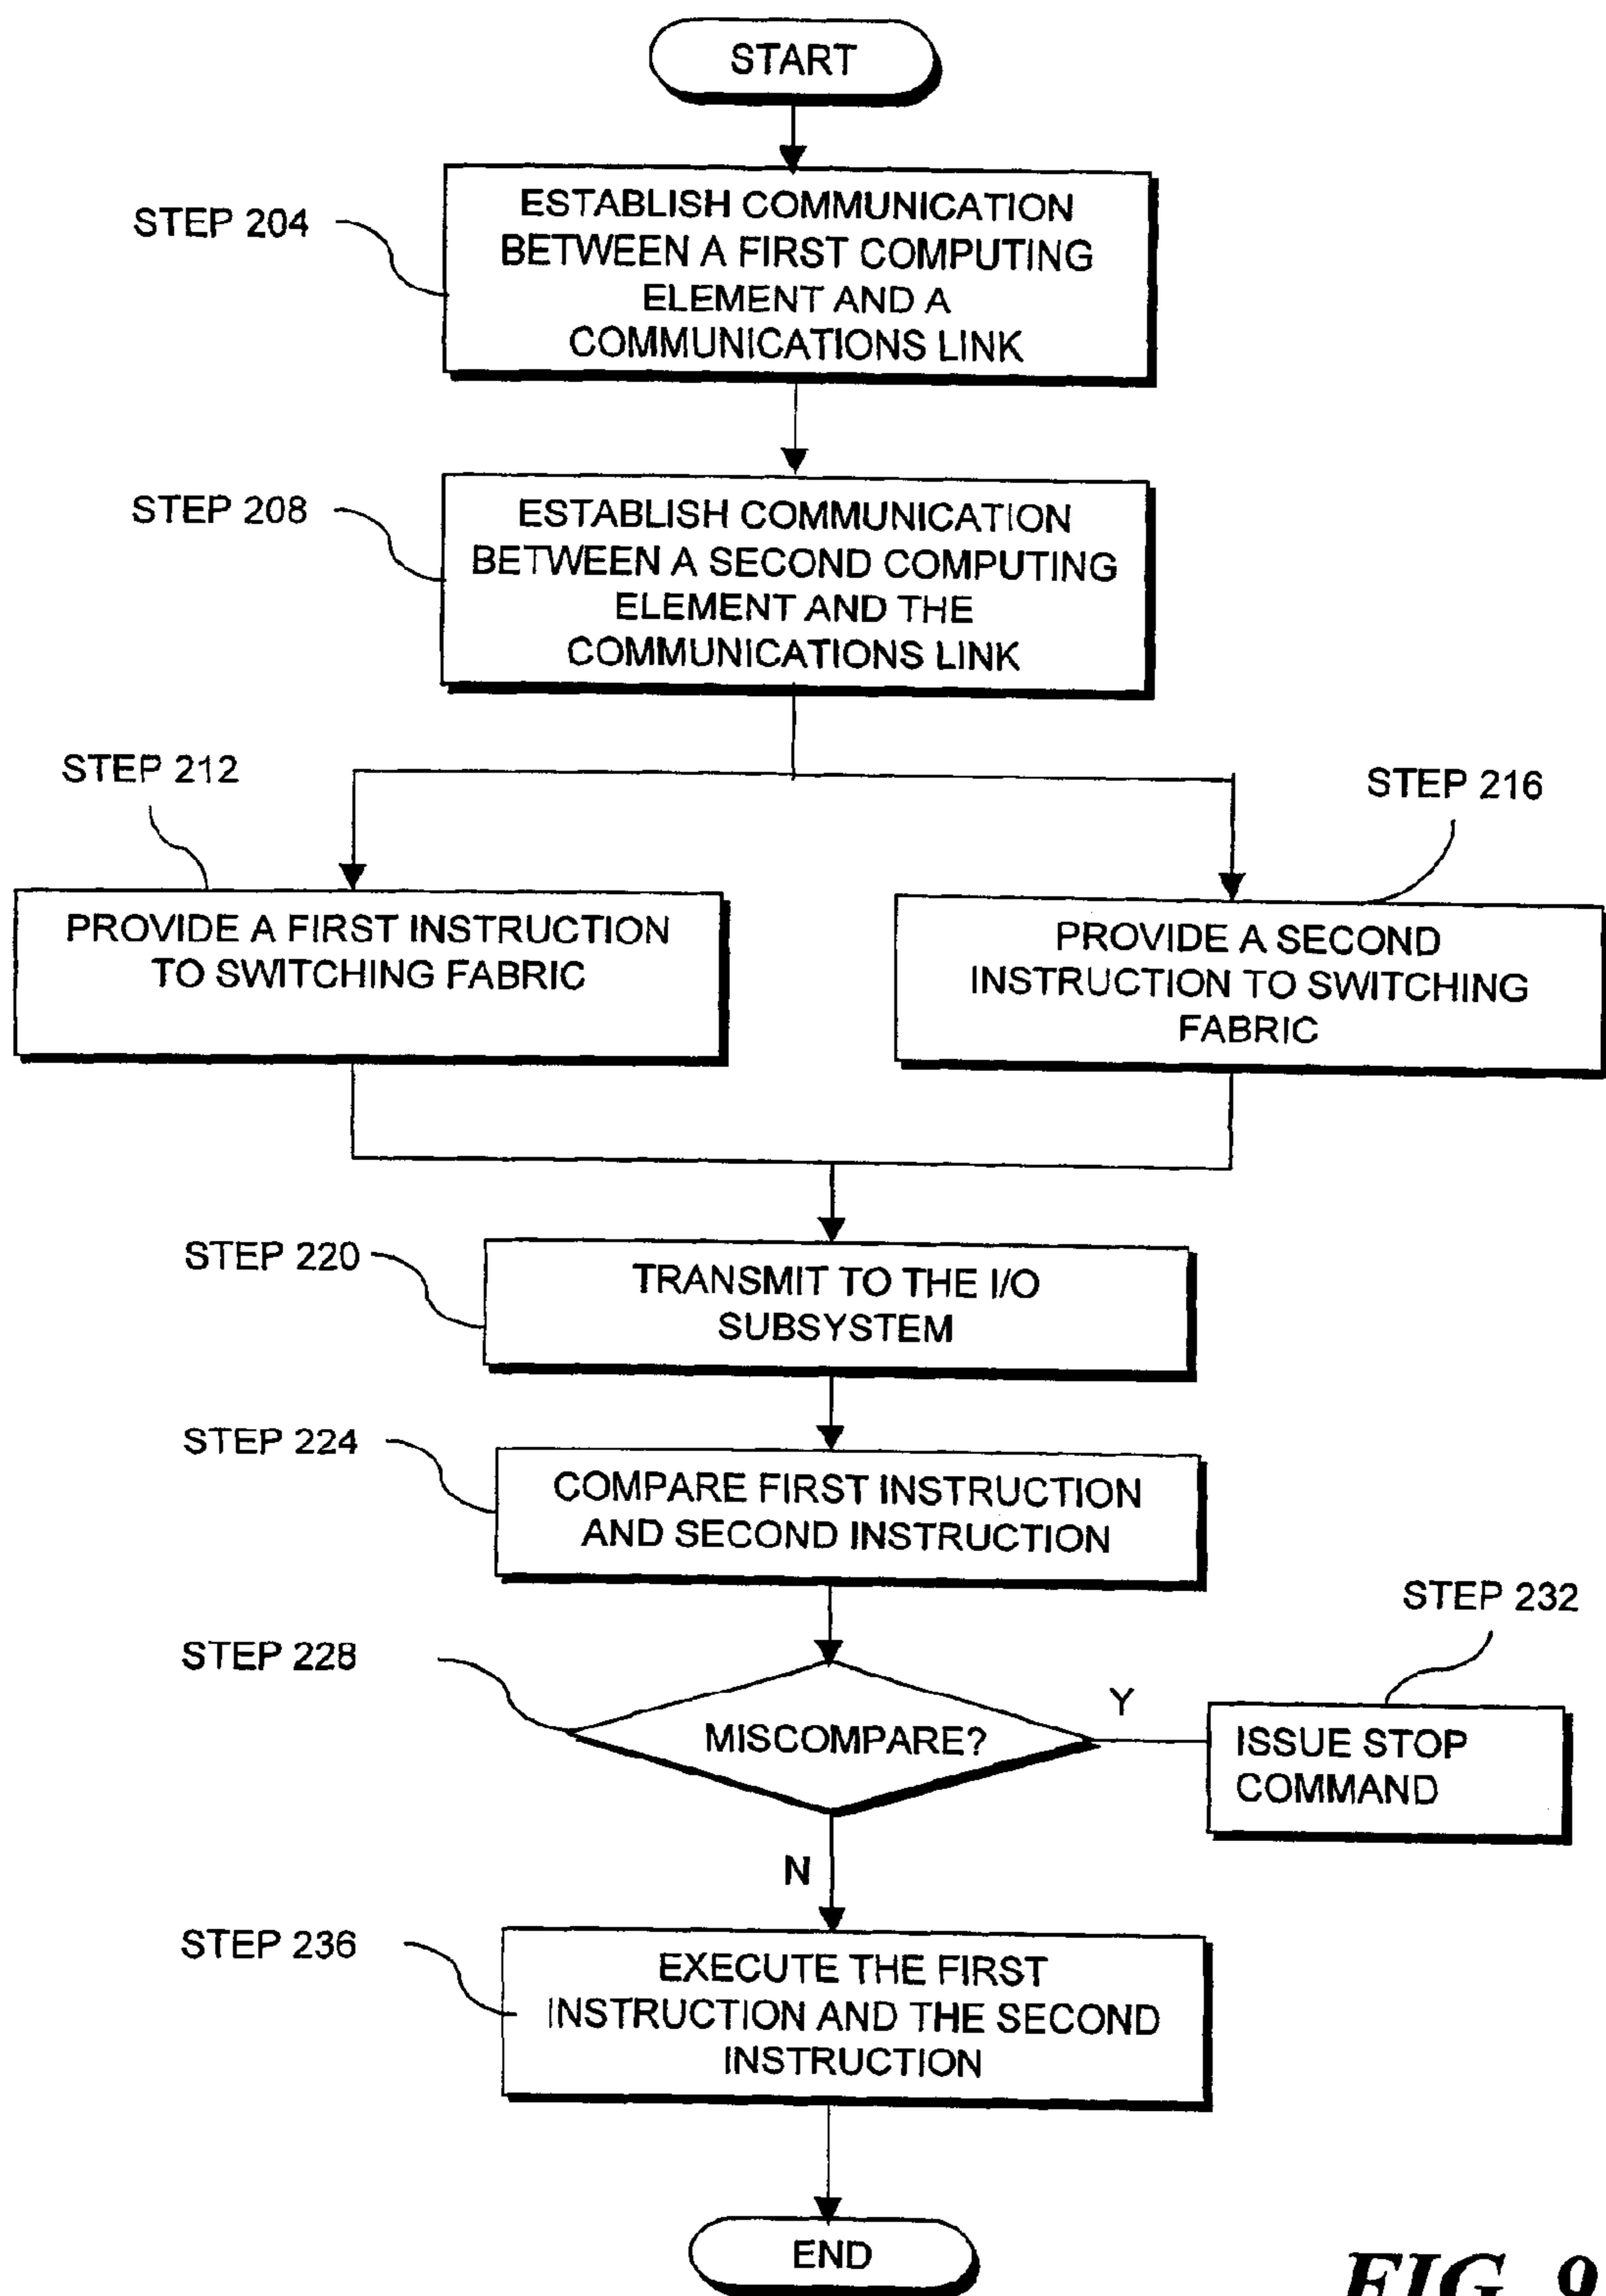 START
STEP 204
ESTABLISH COMMUNICATION
BETWEEN A FIRST COMPUTING
ELEMENT AND A
COMMUNICATIONS LINK
STEP 208
ESTABLISH COMMUNICATION
BETWEEN A SECOND COMPUTING
ELEMENT AND THE
COMMUNICATIONS LINK
STEP 212
STEP 216
PROVIDE A FIRST INSTRUCTION
TO SWITCHING FABRIC
PROVIDE A SECOND
INSTRUCTION TO SWITCHING
FABRIC
STEP 220
TRANSMIT TO THE I/O
SUBSYSTEM
STEP 224
COMPARE FIRST INSTRUCTION
AND SECOND INSTRUCTION
STEP 232
STEP 228
MISCOMPARE?
Y
ISSUE STOP
COMMAND
N
STEP 236
EXECUTE THE FIRST
INSTRUCTION AND THE SECOND
INSTRUCTION
END
FIG. 9